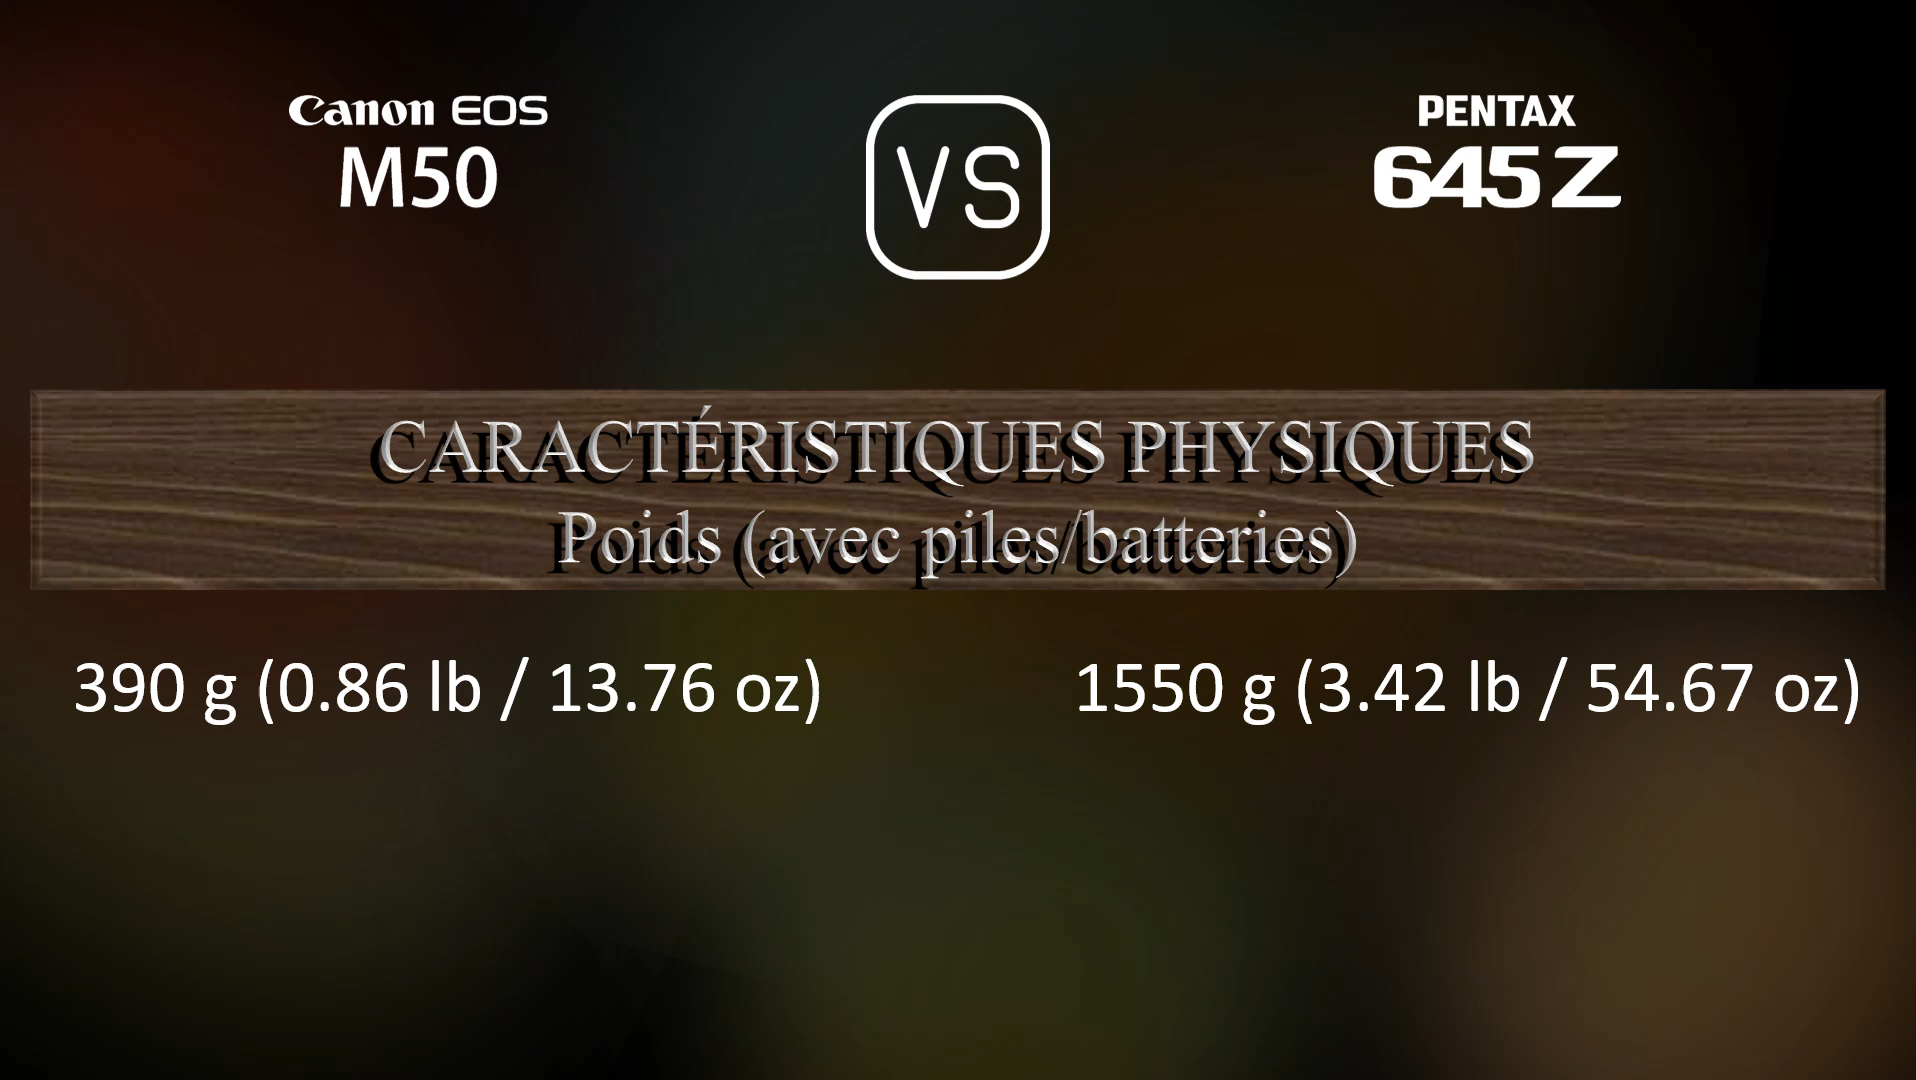 Canon EOS
M50
VS
PENTAX
645Z
CARACTÉRISTIQUES PHYSIQUES
Poids (avec piles/batteries)
390 g (0.86 lb / 13.76 oz)
1550 g (3.42 lb / 54.67 oz)